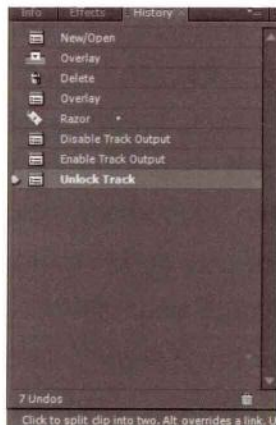 Info Effects History ×
New/Open
Overlay
Delete
Overlay
Razor
Disable Track Output
Enable Track Output
Unlock Track
7 Undos
Click to split clip into two. Alt overrides a link.